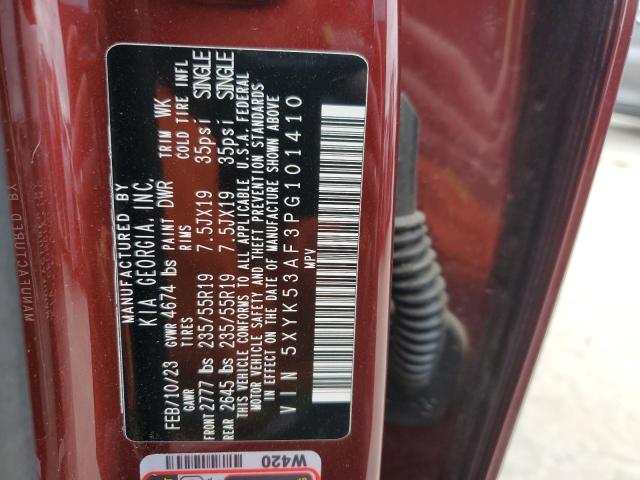 MANUFACTURED BY
KIA GEORGIA, INC.
FEB/10/23 GVWR 4674 lbs PAINT DWR TRIM WK
GAWR TIRES RIMS COLD TIRE INFL
FRONT 2777 lbs 235/55R19 7.5JX19 35psi SINGLE
REAR 2645 lbs 235/55R19 7.5JX19 35psi SINGLE
THIS VEHICLE CONFORMS TO ALL APPLICABLE U.S.A. FEDERAL
MOTOR VEHICLE SAFETY AND THEFT PREVENTION STANDARDS
IN EFFECT ON THE DATE OF MANUFACTURE SHOWN ABOVE
VIN 5XYK53AF3PG101410
MPV
W420